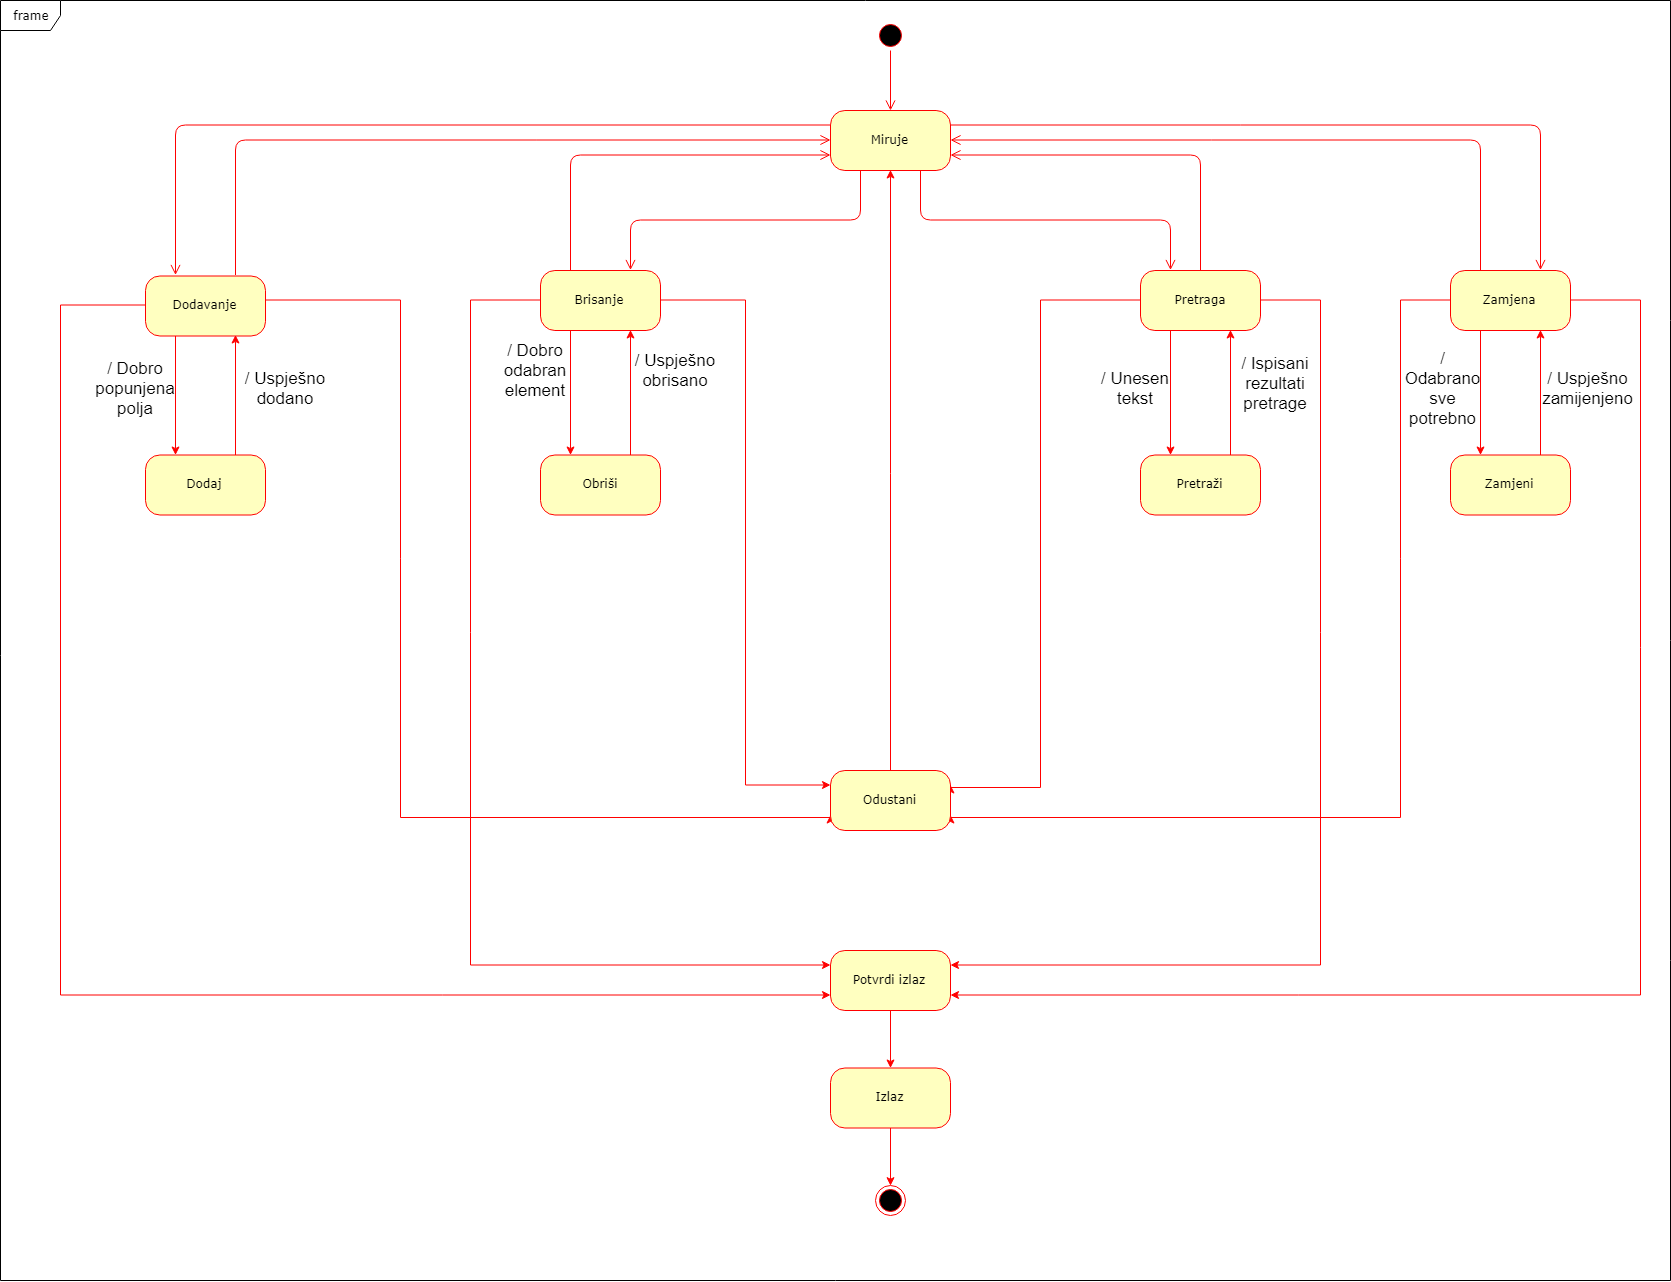 frame
Miruje
Dodavanje
Brisanje
Pretraga
Zamjena
/ Dobro
popunjena
polja
/ Uspješno
dodano
/ Dobro
odabran
element
/ Uspješno
obrisano
/ Unesen
tekst
/ Ispisani
rezultati
pretrage
/
Odabrano
sve
potrebno
/ Uspješno
zamijenjeno
Dodaj
Obriši
Pretraži
Zamjeni
Odustani
Potvrdi izlaz
Izlaz